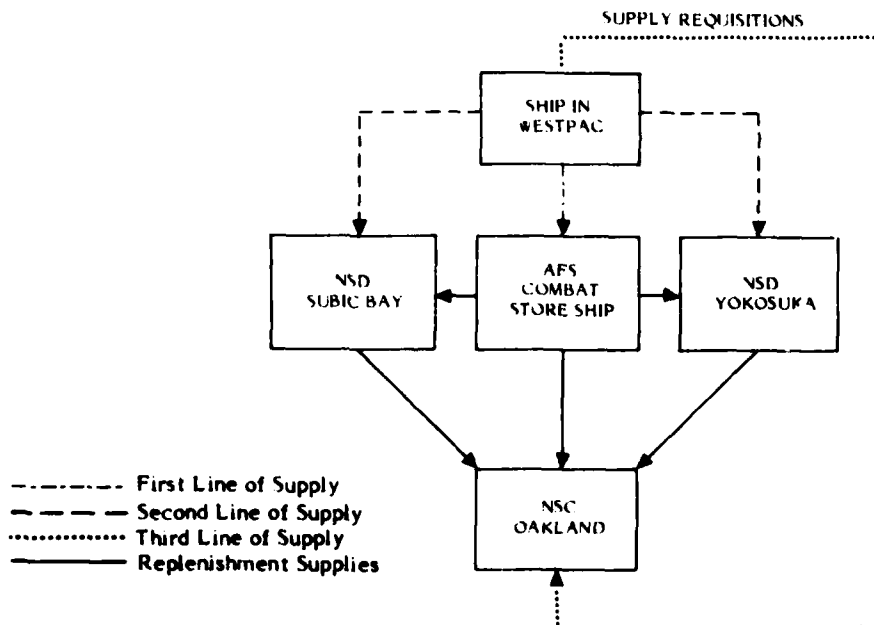 SUPPLY REQUISITIONS
SHIP IN
WESTPAC
NSD
SUBIC BAY
AFS
COMBAT
STORE SHIP
NSD
YOKOSUKA
NSC
OAKLAND
First Line of Supply
Second Line of Supply
Third Line of Supply
Replenishment Supplies